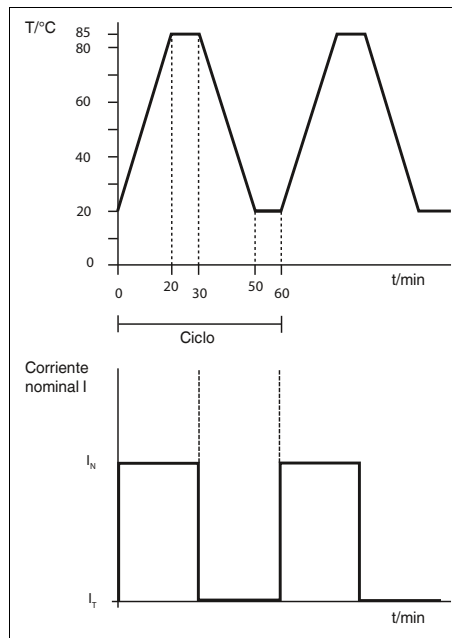 T/°C
85
80
60
40
20
0
0 20 30 50 60
t/min
Ciclo
Corriente
nominal I
I_N
I_T
t/min